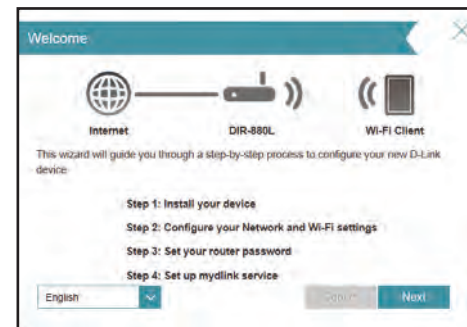 Welcome
Internet
DIR-880L
Wi-Fi Client
This wizard will guide you through a step-by-step process to configure your new D-Link
device
Step 1: Install your device
Step 2: Configure your Network and Wi-Fi settings
Step 3: Set your router password
Step 4: Set up mydlink service
English
Next